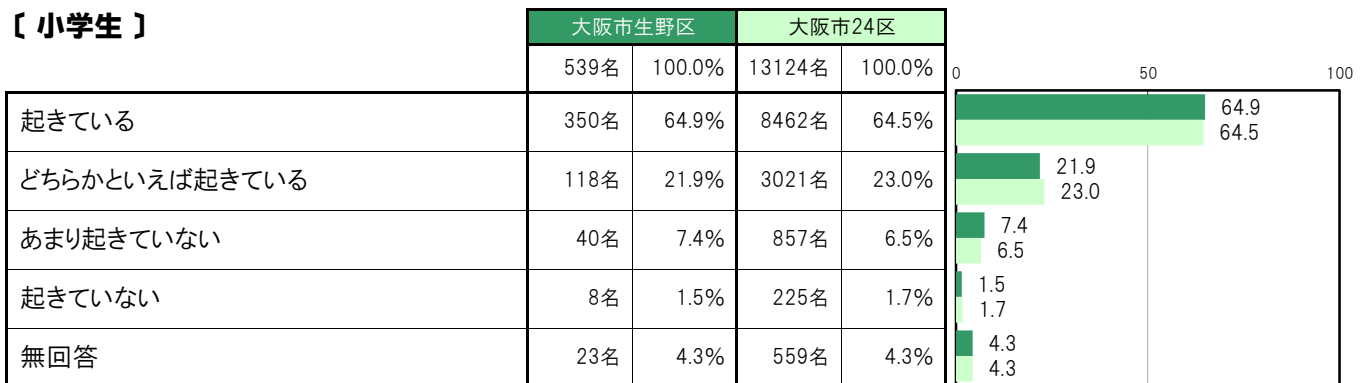 〔 小学生 〕
大阪市生野区 大阪市24区
539名 100.0% 13124名 100.0%
0 50 100
起きている 350名 64.9% 8462名 64.5%
64.9
64.5
どちらかといえば起きている 118名 21.9% 3021名 23.0%
21.9
23.0
あまり起きていない 40名 7.4% 857名 6.5%
7.4
6.5
起きていない 8名 1.5% 225名 1.7%
1.5
1.7
無回答 23名 4.3% 559名 4.3%
4.3
4.3